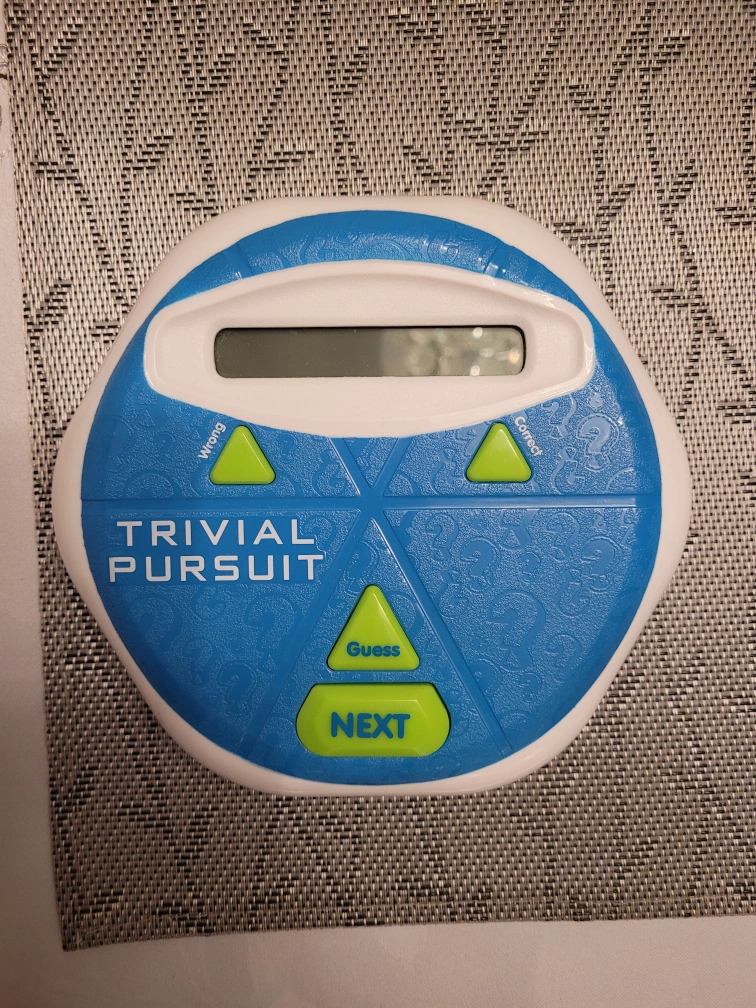 Wrong
Correct
TRIVIAL
PURSUIT
Guess
NEXT